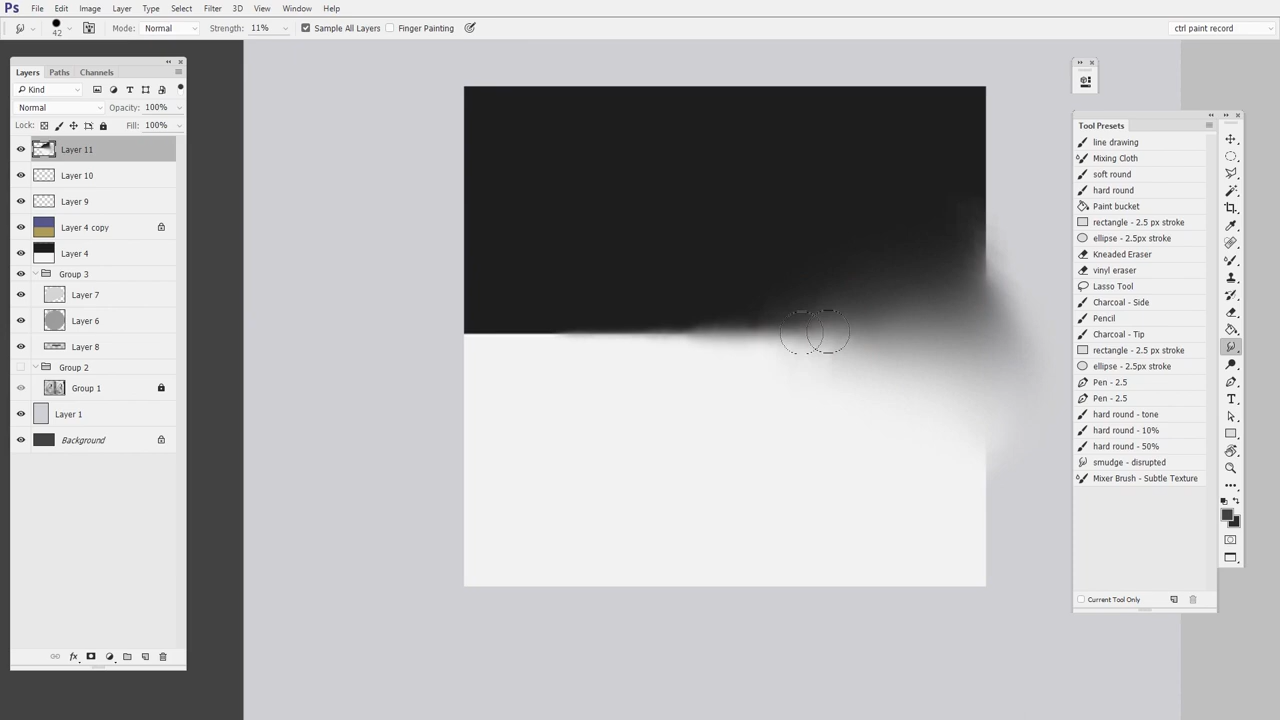 Ps File Edit Image Layer Type Select Filter 3D View Window Help
42 Mode: Normal Strength: 11% Sample All Layers Finger Painting ctrl paint record
Layers Paths Channels
Kind
Normal Opacity: 100%
Lock: Fill: 100%
Layer 11
Layer 10
Layer 9
Layer 4 copy
Layer 4
Group 3
Layer 7
Layer 6
Layer 8
Group 2
Group 1
Layer 1
Background
fx
Tool Presets
line drawing
Mixing Cloth
soft round
hard round
Paint bucket
rectangle - 2.5 px stroke
ellipse - 2.5px stroke
Kneaded Eraser
vinyl eraser
Lasso Tool
Charcoal - Side
Pencil
Charcoal - Tip
rectangle - 2.5 px stroke
ellipse - 2.5px stroke
Pen - 2.5
Pen - 2.5
hard round - tone
hard round - 10%
hard round - 50%
smudge - disrupted
Mixer Brush - Subtle Texture
Current Tool Only